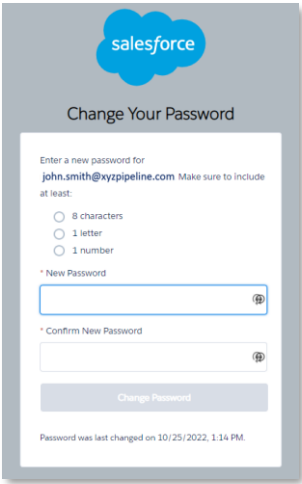 salesforce
Change Your Password
Enter a new password for
john.smith@xyzpipeline.com Make sure to include
at least:
8 characters
1 letter
1 number
* New Password
* Confirm New Password
Change Password
Password was last changed on 10/25/2022, 1:14 PM.